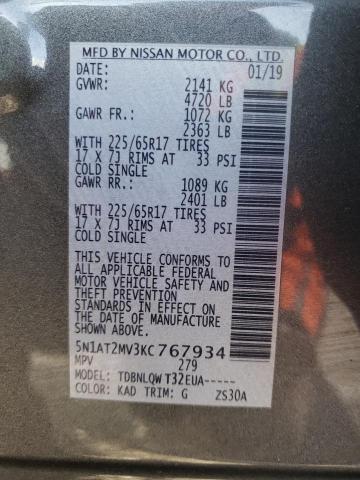 MFD BY NISSAN MOTOR CO., LTD.
DATE: 01/19
GVWR: 2141 KG
4720 LB
GAWR FR: 1072 KG
2363 LB
WITH 225/65R17 TIRES
17 X 7J RIMS AT 33 PSI
COLD SINGLE
GAWR RR: 1089 KG
2401 LB
WITH 225/65R17 TIRES
17 X 7J RIMS AT 33 PSI
COLD SINGLE
THIS VEHICLE CONFORMS TO
ALL APPLICABLE FEDERAL
MOTOR VEHICLE SAFETY AND
THEFT PREVENTION
STANDARDS IN EFFECT ON THE
DATE OF MANUFACTURE
SHOWN ABOVE.
5N1AT2MV3KC767934
MPV 279
MODEL: TDBNLQW T32EUA-----
COLOR: KAD TRIM: G ZS30A